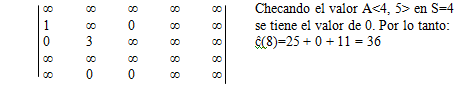 ∞ ∞ ∞ ∞ ∞ Checando el valor A<4, 5> en S=4
1 ∞ 0 ∞ ∞ se tiene el valor de 0. Por lo tanto:
0 3 ∞ ∞ ∞ ĉ(8)=25 + 0 + 11 = 36
∞ ∞ ∞ ∞ ∞
∞ 0 0 ∞ ∞